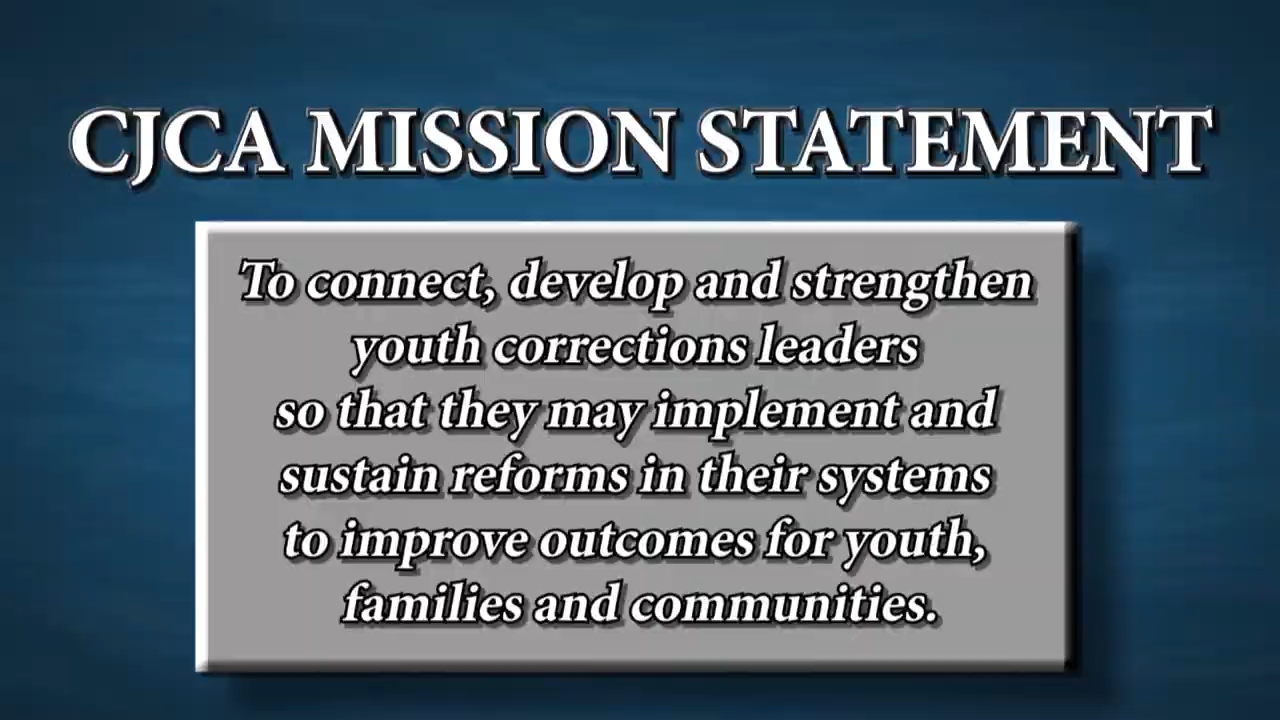 CJCA MISSION STATEMENT
To connect, develop and strengthen
youth corrections leaders
so that they may implement and
sustain reforms in their systems
to improve outcomes for youth,
families and communities.